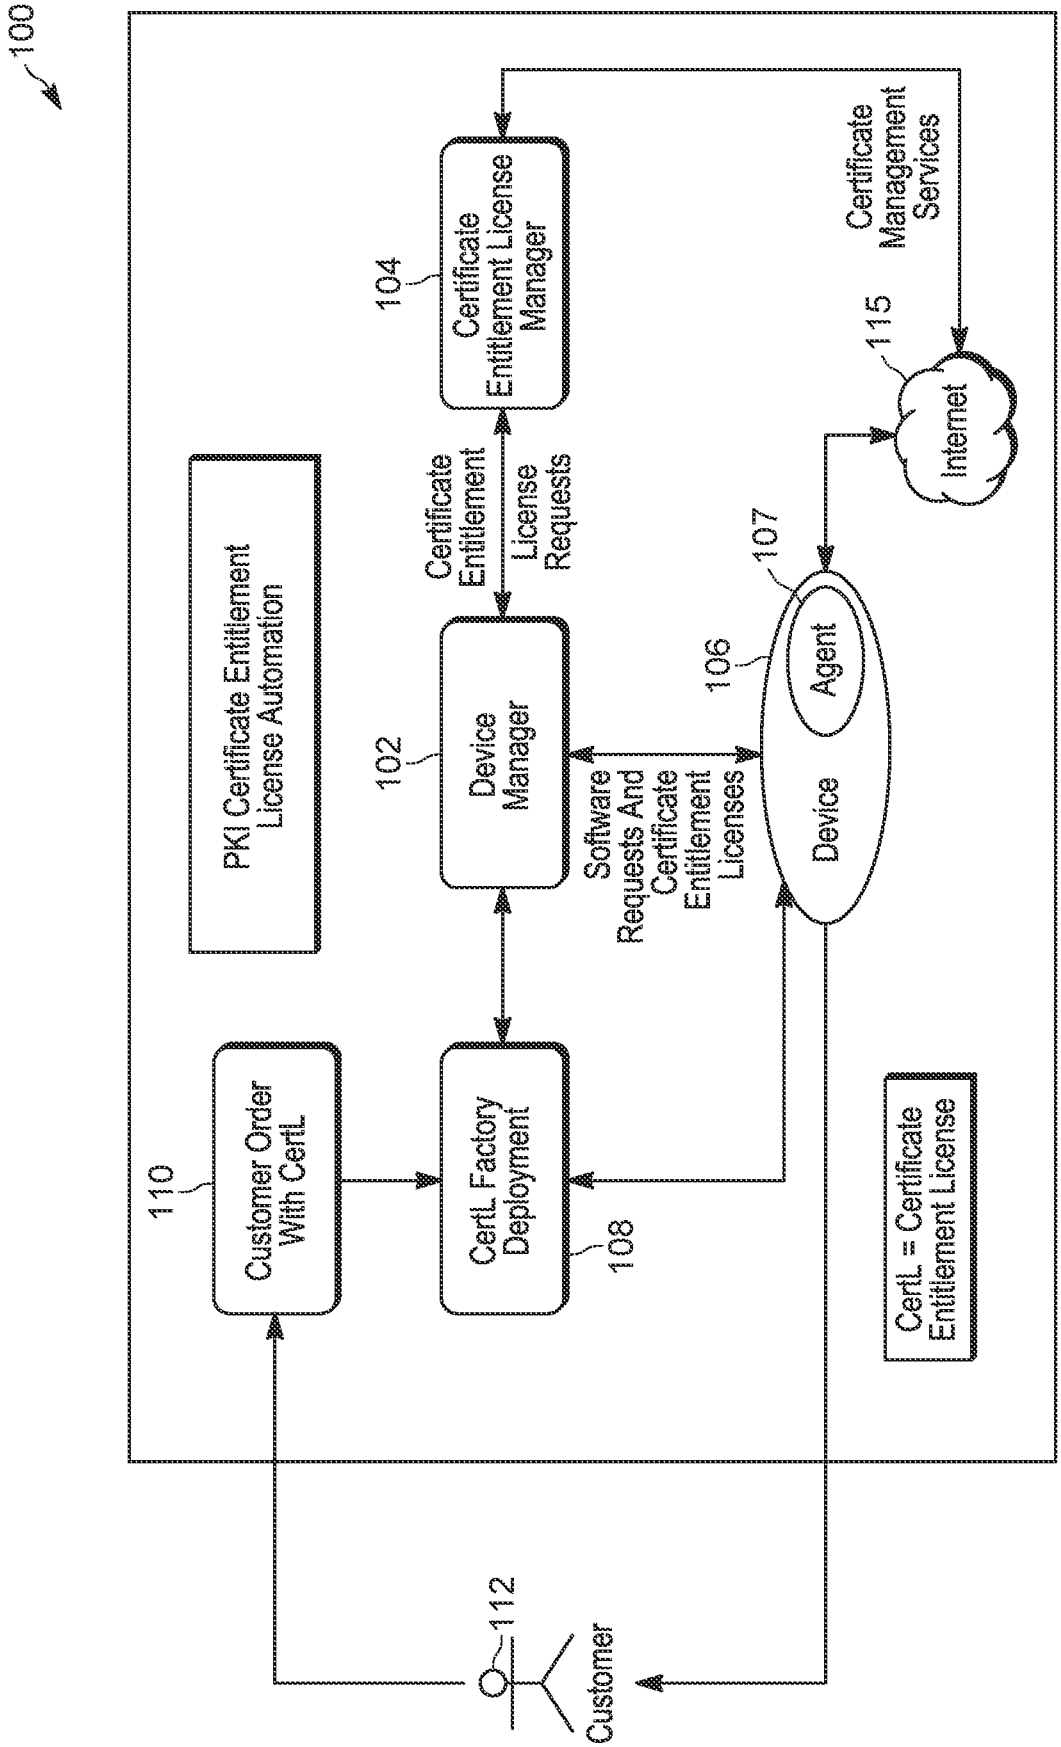 100
PKI Certificate Entitlement
License Automation
110
Customer Order
With CertL
CertL Factory
Deployment
108
102
Device
Manager
Certificate
Entitlement
License
Requests
104
Certificate
Entitlement License
Manager
Software
Requests And
Certificate
Entitlement
Licenses
106
107
Device
Agent
115
Internet
Certificate
Management
Services
112
Customer
CertL = Certificate
Entitlement License